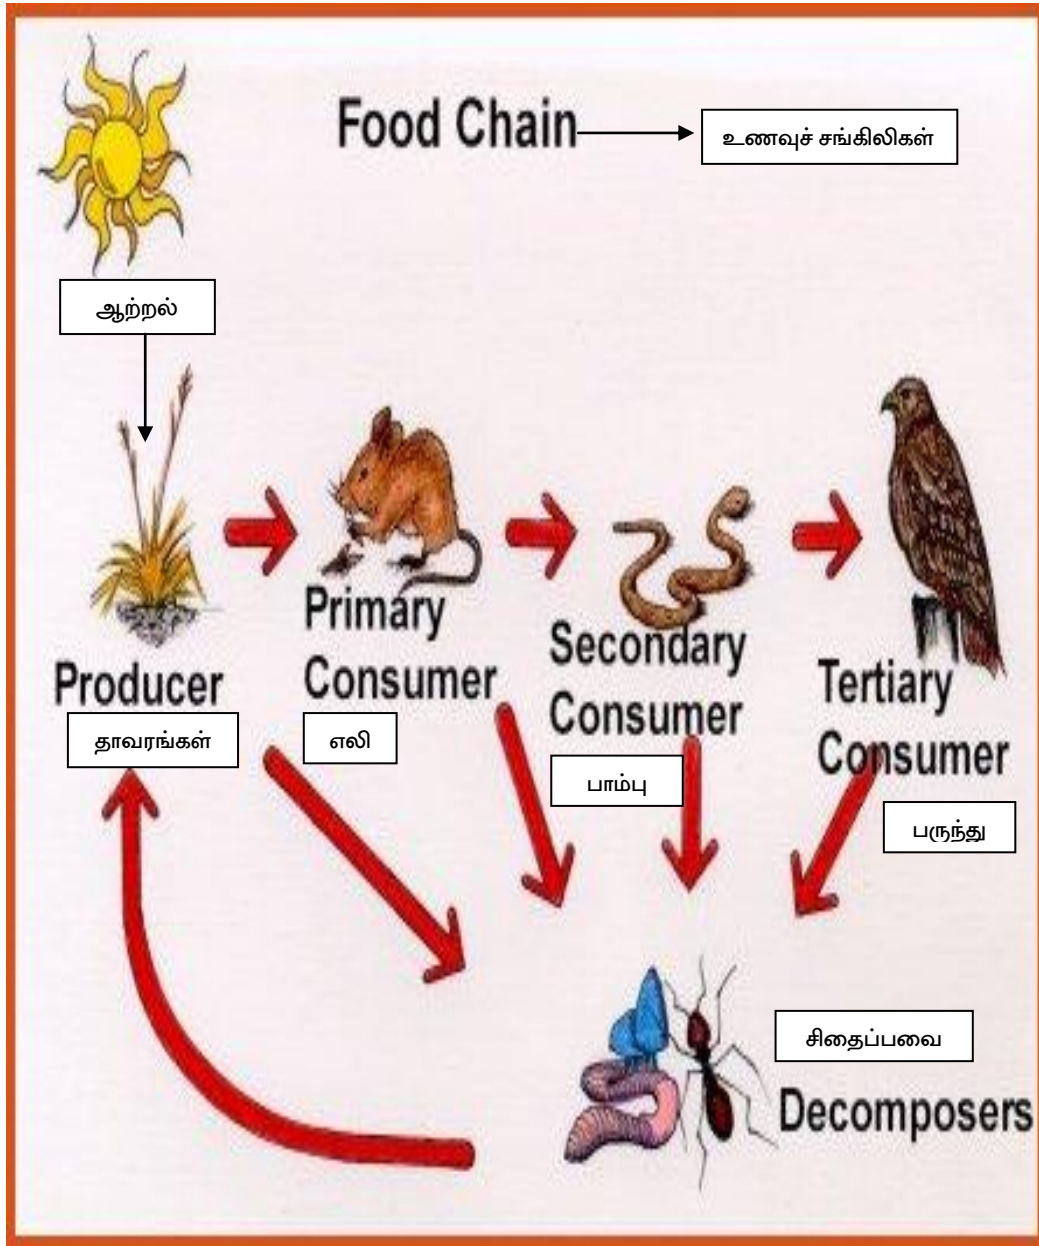 Food Chain
உணவுச் சங்கிலிகள்
ஆற்றல்
Producer
தாவரங்கள்
Primary
Consumer
எலி
Secondary
Consumer
பாம்பு
Tertiary
Consumer
பருந்து
சிதைப்பவை
Decomposers